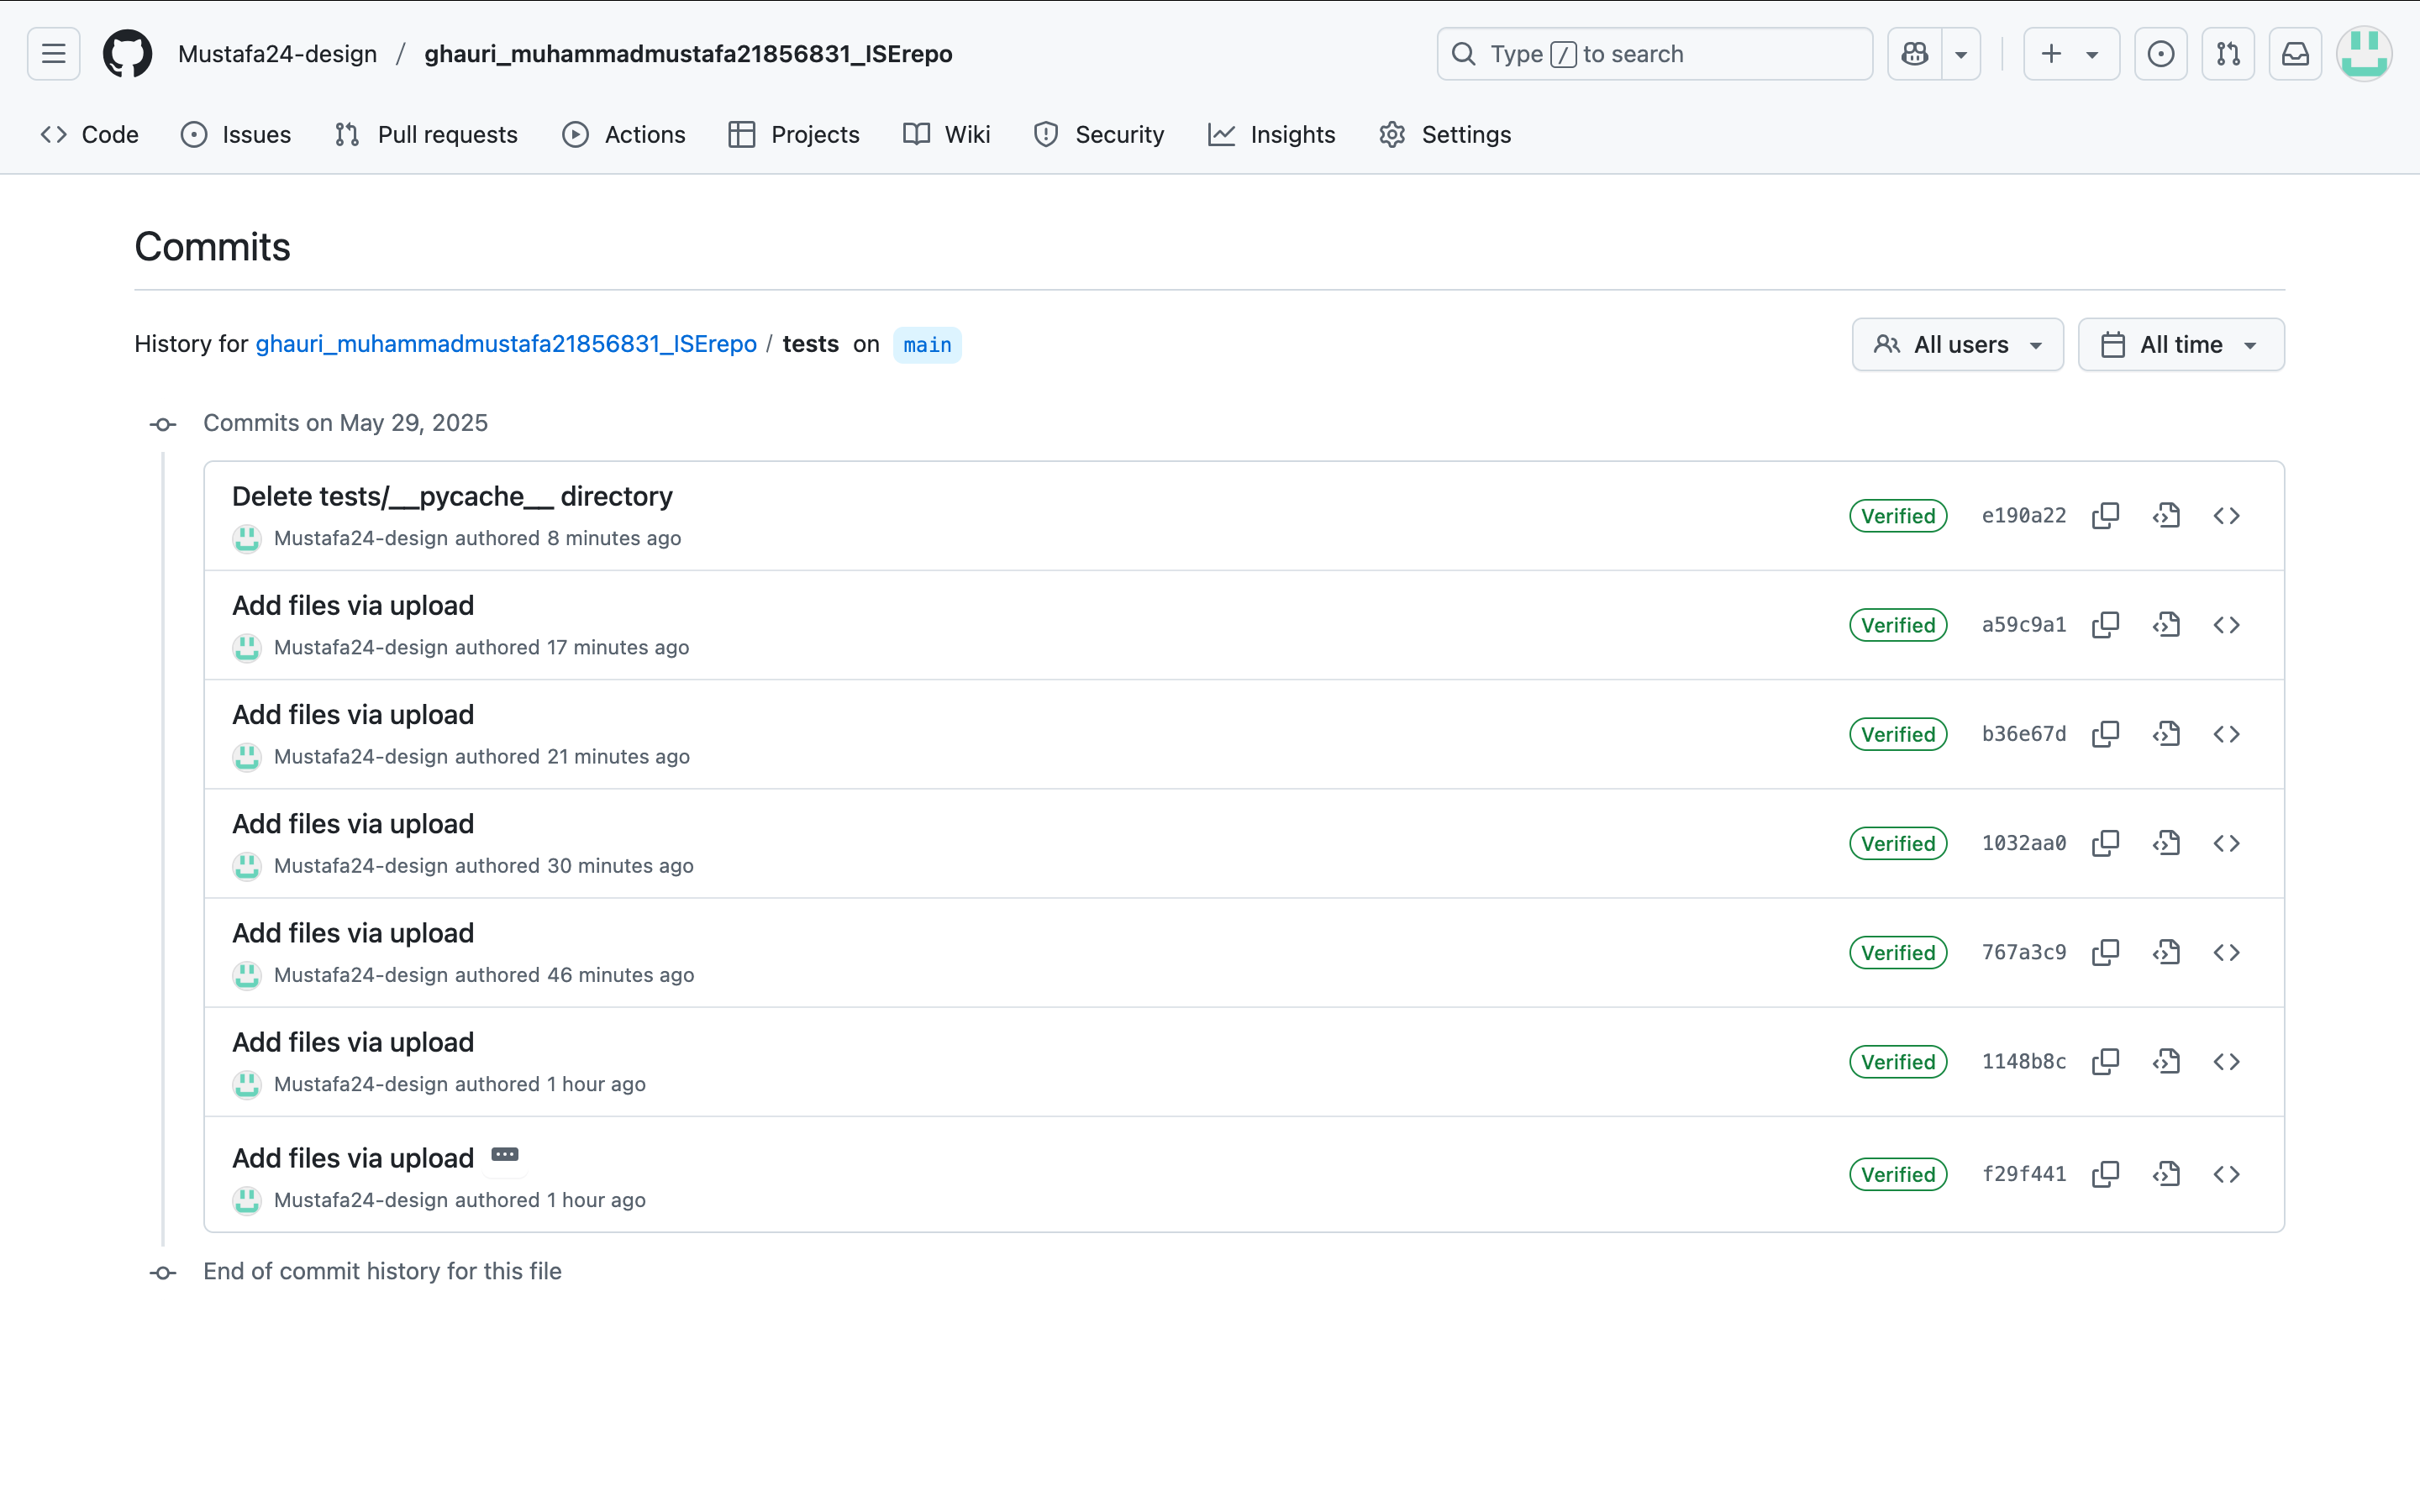 Mustafa24-design / ghauri_muhammadmustafa21856831_ISErepo
Type / to search
Code Issues Pull requests Actions Projects Wiki Security Insights Settings
Commits
History for ghauri_muhammadmustafa21856831_ISErepo / tests on main
All users All time
Commits on May 29, 2025
Delete tests/__pycache__ directory
Mustafa24-design authored 8 minutes ago
Verified e190a22
Add files via upload
Mustafa24-design authored 17 minutes ago
Verified a59c9a1
Add files via upload
Mustafa24-design authored 21 minutes ago
Verified b36e67d
Add files via upload
Mustafa24-design authored 30 minutes ago
Verified 1032aa0
Add files via upload
Mustafa24-design authored 46 minutes ago
Verified 767a3c9
Add files via upload
Mustafa24-design authored 1 hour ago
Verified 1148b8c
Add files via upload
Mustafa24-design authored 1 hour ago
Verified f29f441
End of commit history for this file